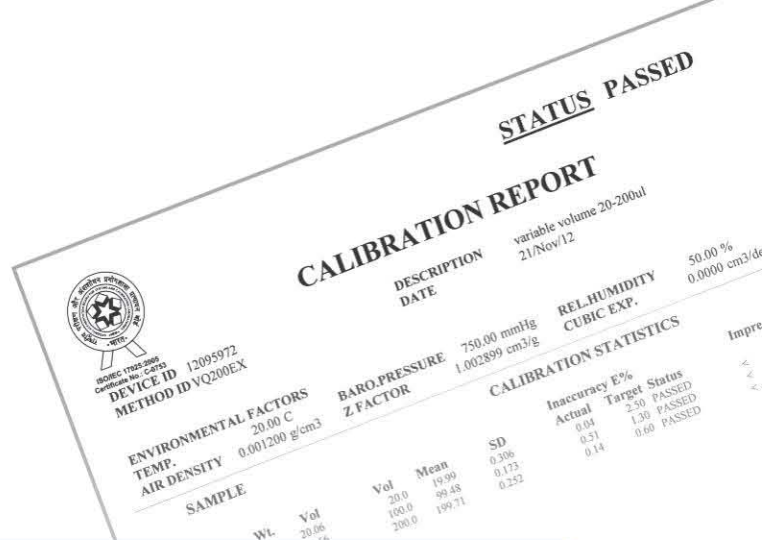 STATUS PASSED
CALIBRATION REPORT
DESCRIPTION variable volume 20-200ul
DATE 21/Nov/12
ISO/IEC 17025:2005
Certificate No.: C-0753
DEVICE ID 12095972
METHOD ID VQ200EX
ENVIRONMENTAL FACTORS
TEMP. 20.00 C BARO.PRESSURE 750.00 mmHg REL.HUMIDITY 50.00 %
AIR DENSITY 0.001200 g/cm3 Z FACTOR 1.002899 cm3/g CUBIC EXP. 0.0000 cm3/de
CALIBRATION STATISTICS
SAMPLE
Inaccuracy E% Impre
Wt. Vol Vol Mean SD Actual Target Status
20.06 20.0 19.99 0.306 0.04 2.50 PASSED <
100.0 99.48 0.173 0.51 1.30 PASSED <
200.0 199.71 0.252 0.14 0.60 PASSED <